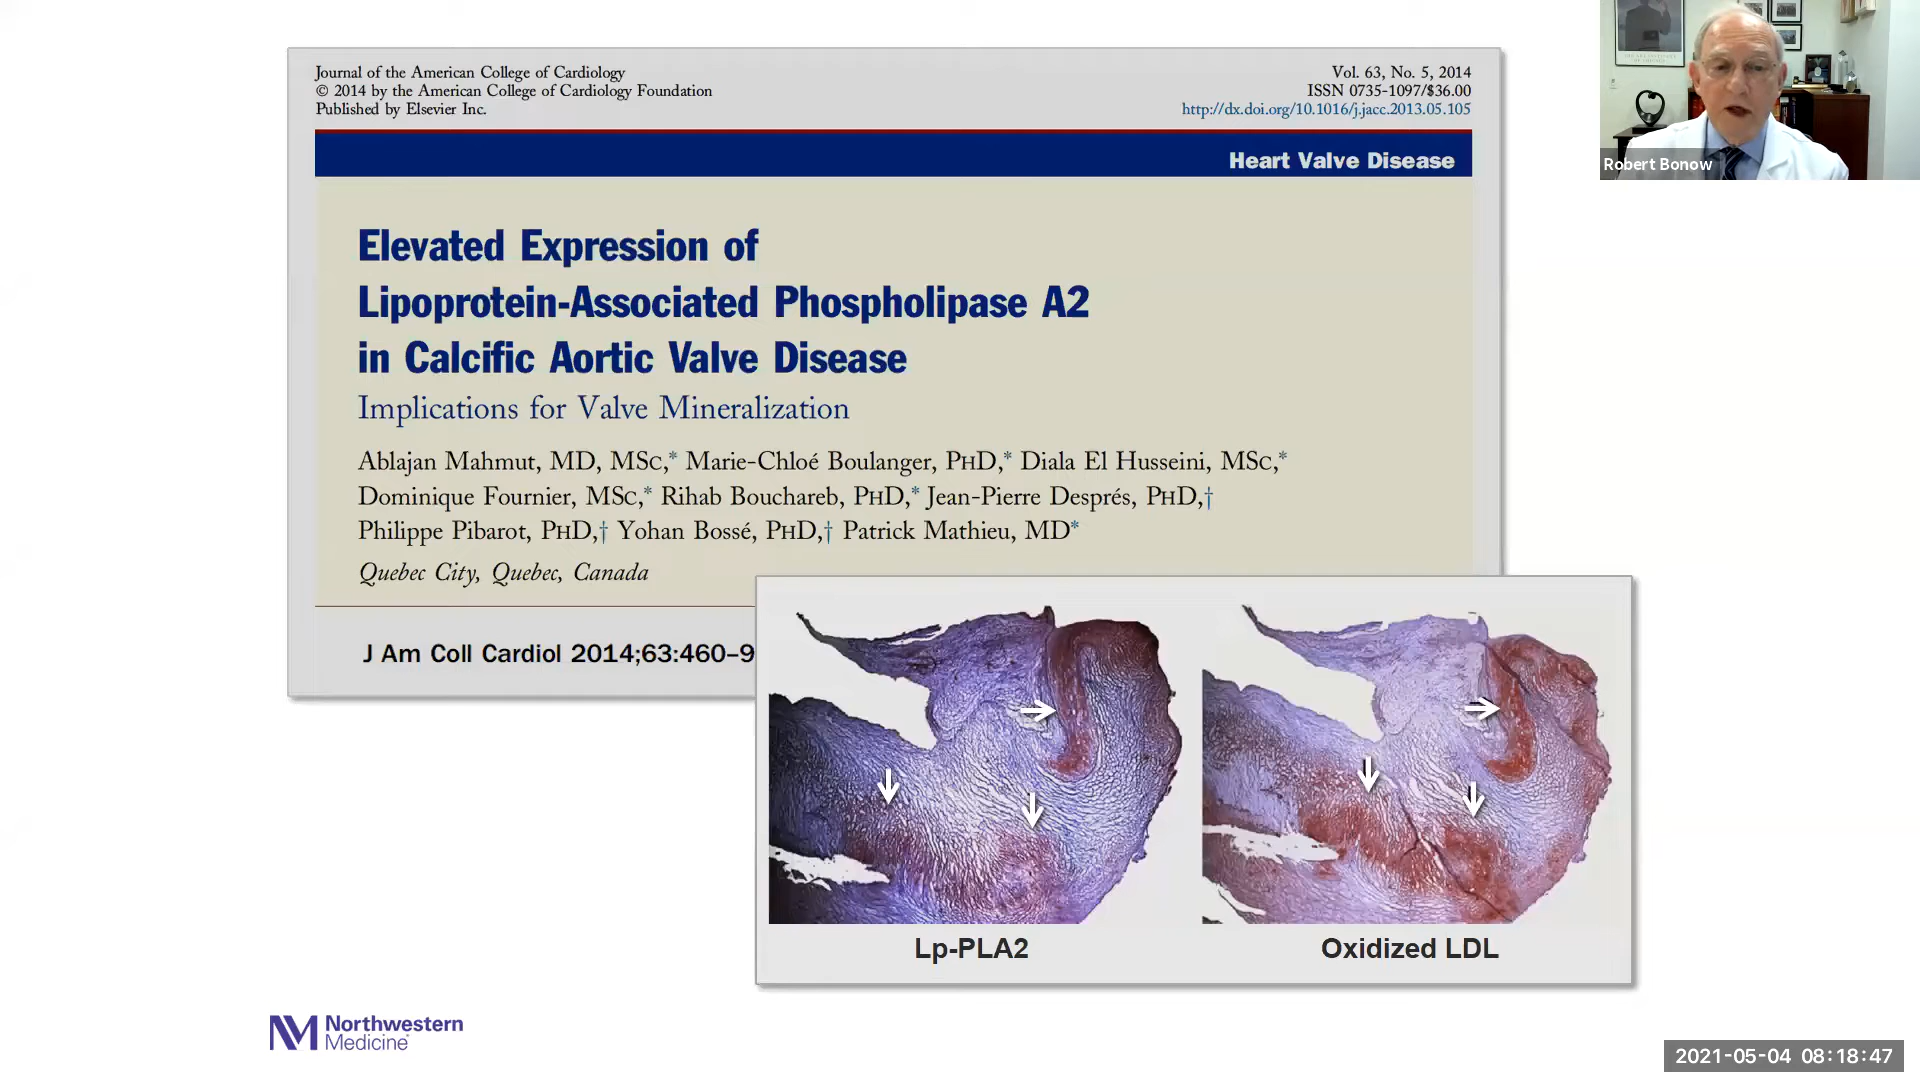 Journal of the American College of Cardiology
© 2014 by the American College of Cardiology Foundation
Published by Elsevier Inc.
Vol. 63, No. 5, 2014
ISSN 0735-1097/$36.00
http://dx.doi.org/10.1016/j.jacc.2013.05.105
Heart Valve Disease
Elevated Expression of
Lipoprotein-Associated Phospholipase A2
in Calcific Aortic Valve Disease
Implications for Valve Mineralization
Ablajan Mahmut, MD, MSc,* Marie-Chloé Boulanger, PhD,* Diala El Husseini, MSc,*
Dominique Fournier, MSc,* Rihab Bouchareb, PhD,* Jean-Pierre Després, PhD,†
Philippe Pibarot, PhD,† Yohan Bossé, PhD,† Patrick Mathieu, MD*
Quebec City, Quebec, Canada
J Am Coll Cardiol 2014;63:460–9
Lp-PLA2
Oxidized LDL
Northwestern
Medicine
Robert Bonow
2021-05-04 08:18:47